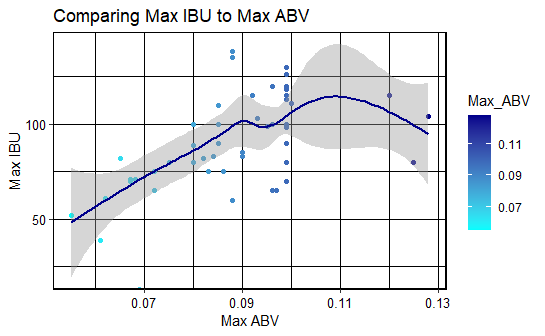 Comparing Max IBU to Max ABV
Max IBU
100
50
0.07
0.09
0.11
0.13
Max ABV
Max_ABV
0.11
0.09
0.07